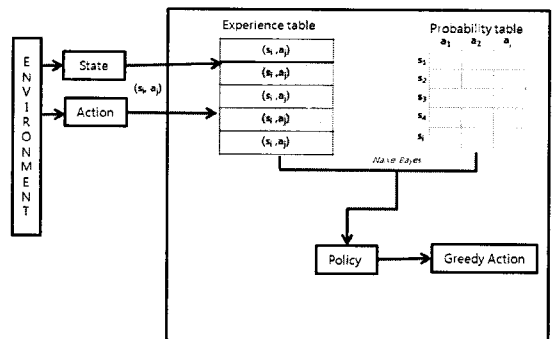 Experience table
Probability table
a1 a2 aj
ENVIRONMENT
State
Action
(si, aj)
(si ,aj)
(si ,aj)
(si ,aj)
(si ,aj)
(si ,aj)
s1
s2
s3
s4
si
Naive Bayes
Policy
Greedy Action